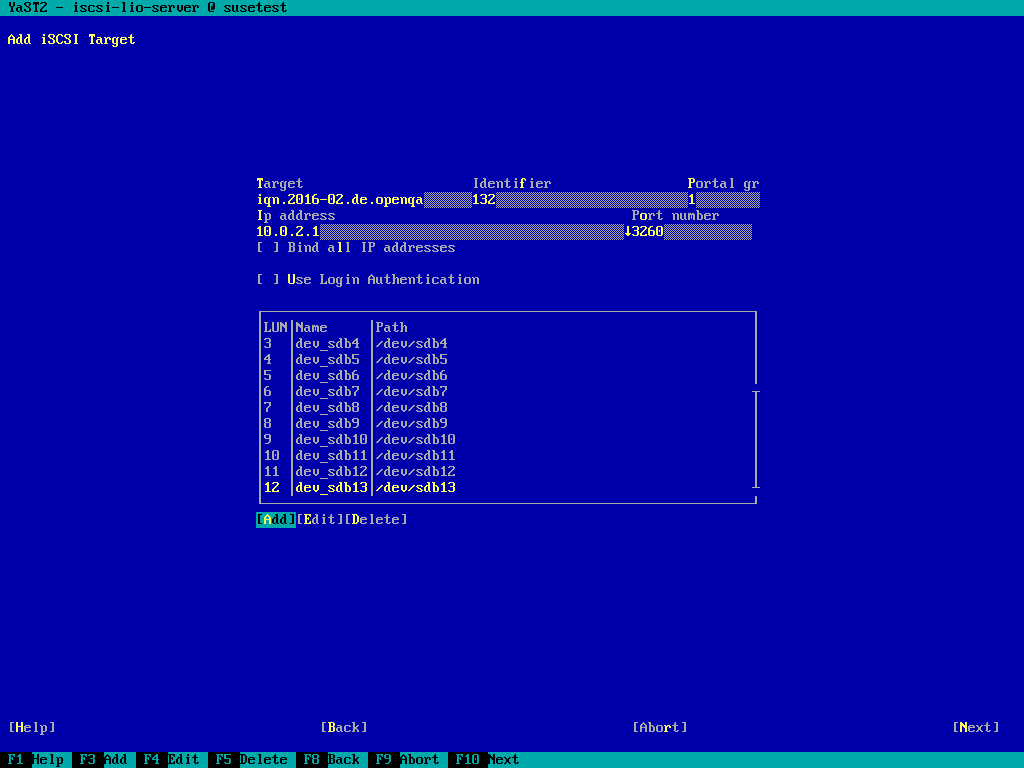 YaST2 - iscsi-lio-server @ susetest
Add iSCSI Target
Target Identifier Portal gr
iqn.2016-02.de.openqa 132 1
Ip address Port number
10.0.2.1 ↓3260
[ ] Bind all IP addresses
[ ] Use Login Authentication
LUN│Name │Path
3 │dev_sdb4 │/dev/sdb4
4 │dev_sdb5 │/dev/sdb5
5 │dev_sdb6 │/dev/sdb6
6 │dev_sdb7 │/dev/sdb7
7 │dev_sdb8 │/dev/sdb8
8 │dev_sdb9 │/dev/sdb9
9 │dev_sdb10│/dev/sdb10
10 │dev_sdb11│/dev/sdb11
11 │dev_sdb12│/dev/sdb12
12 │dev_sdb13│/dev/sdb13
[Add][Edit][Delete]
[Help] [Back] [Abort] [Next]
F1 Help F3 Add F4 Edit F5 Delete F8 Back F9 Abort F10 Next